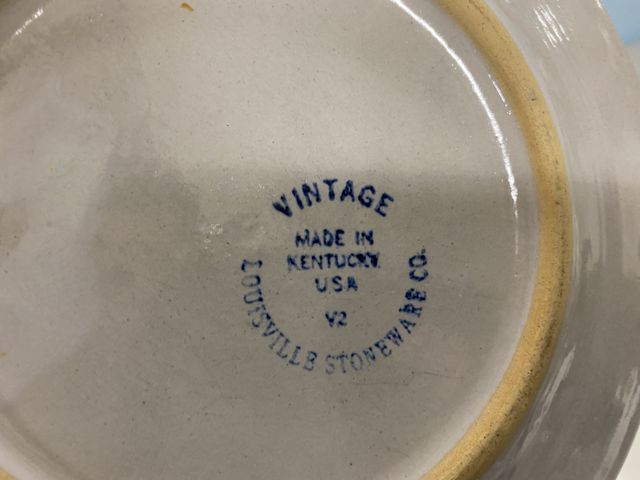 VINTAGE
MADE IN
KENTUCKY.
USA
V2
LOUISVILLE STONEWARE CO.